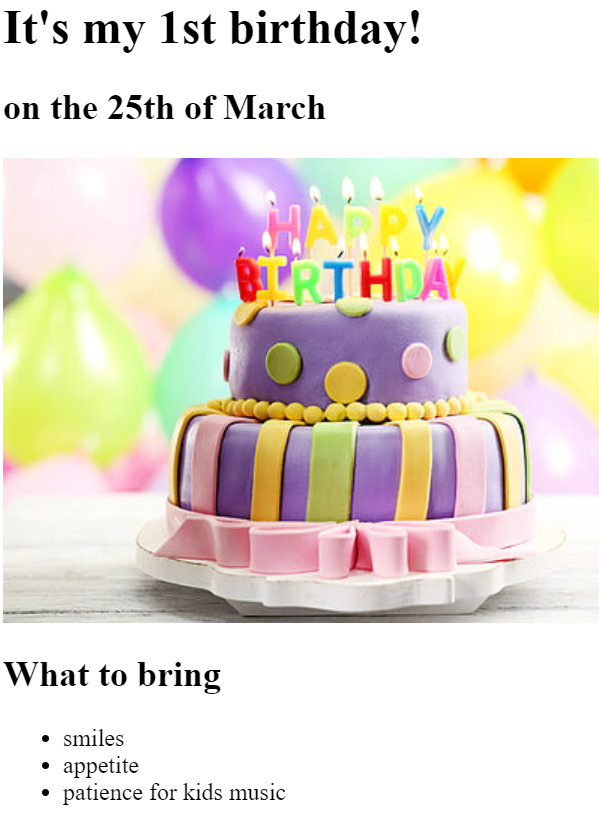 It's my 1st birthday!
on the 25th of March
HAPPY
BIRTHDAY
What to bring
smiles
appetite
patience for kids music